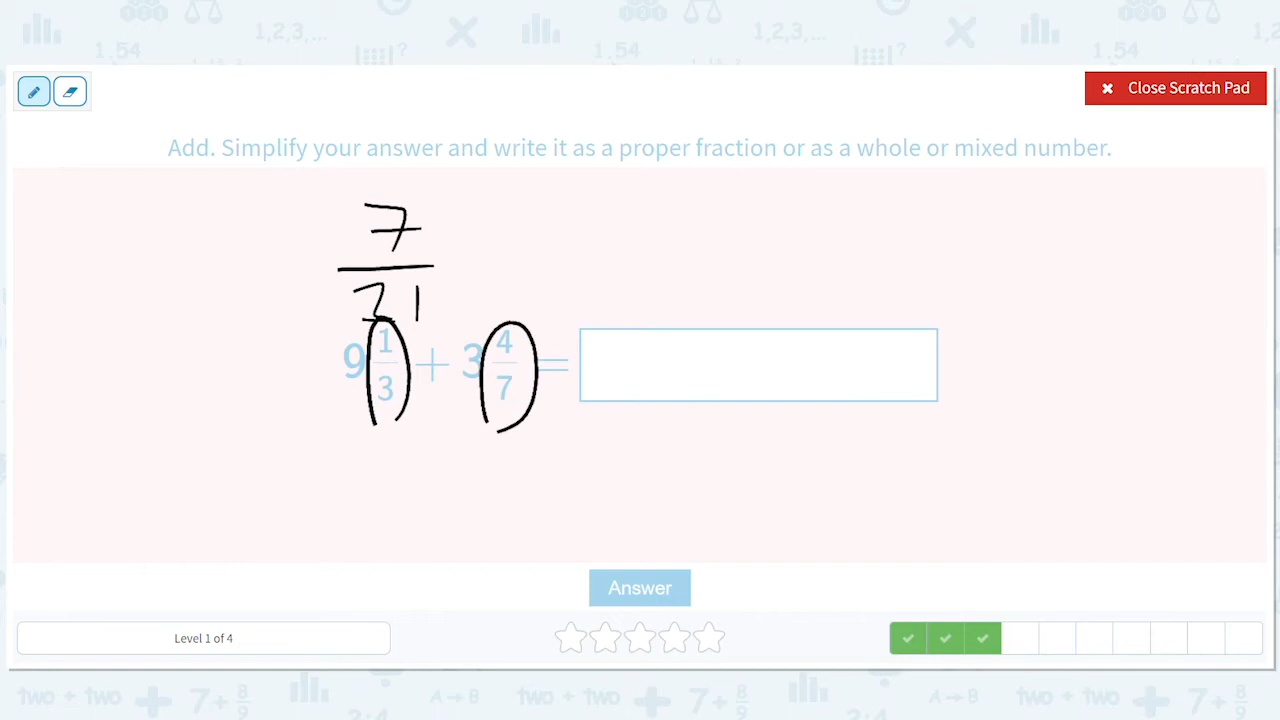 Close Scratch Pad
Add. Simplify your answer and write it as a proper fraction or as a whole or mixed number.
7
21
9 1/3 + 3 4/7 =
Answer
Level 1 of 4